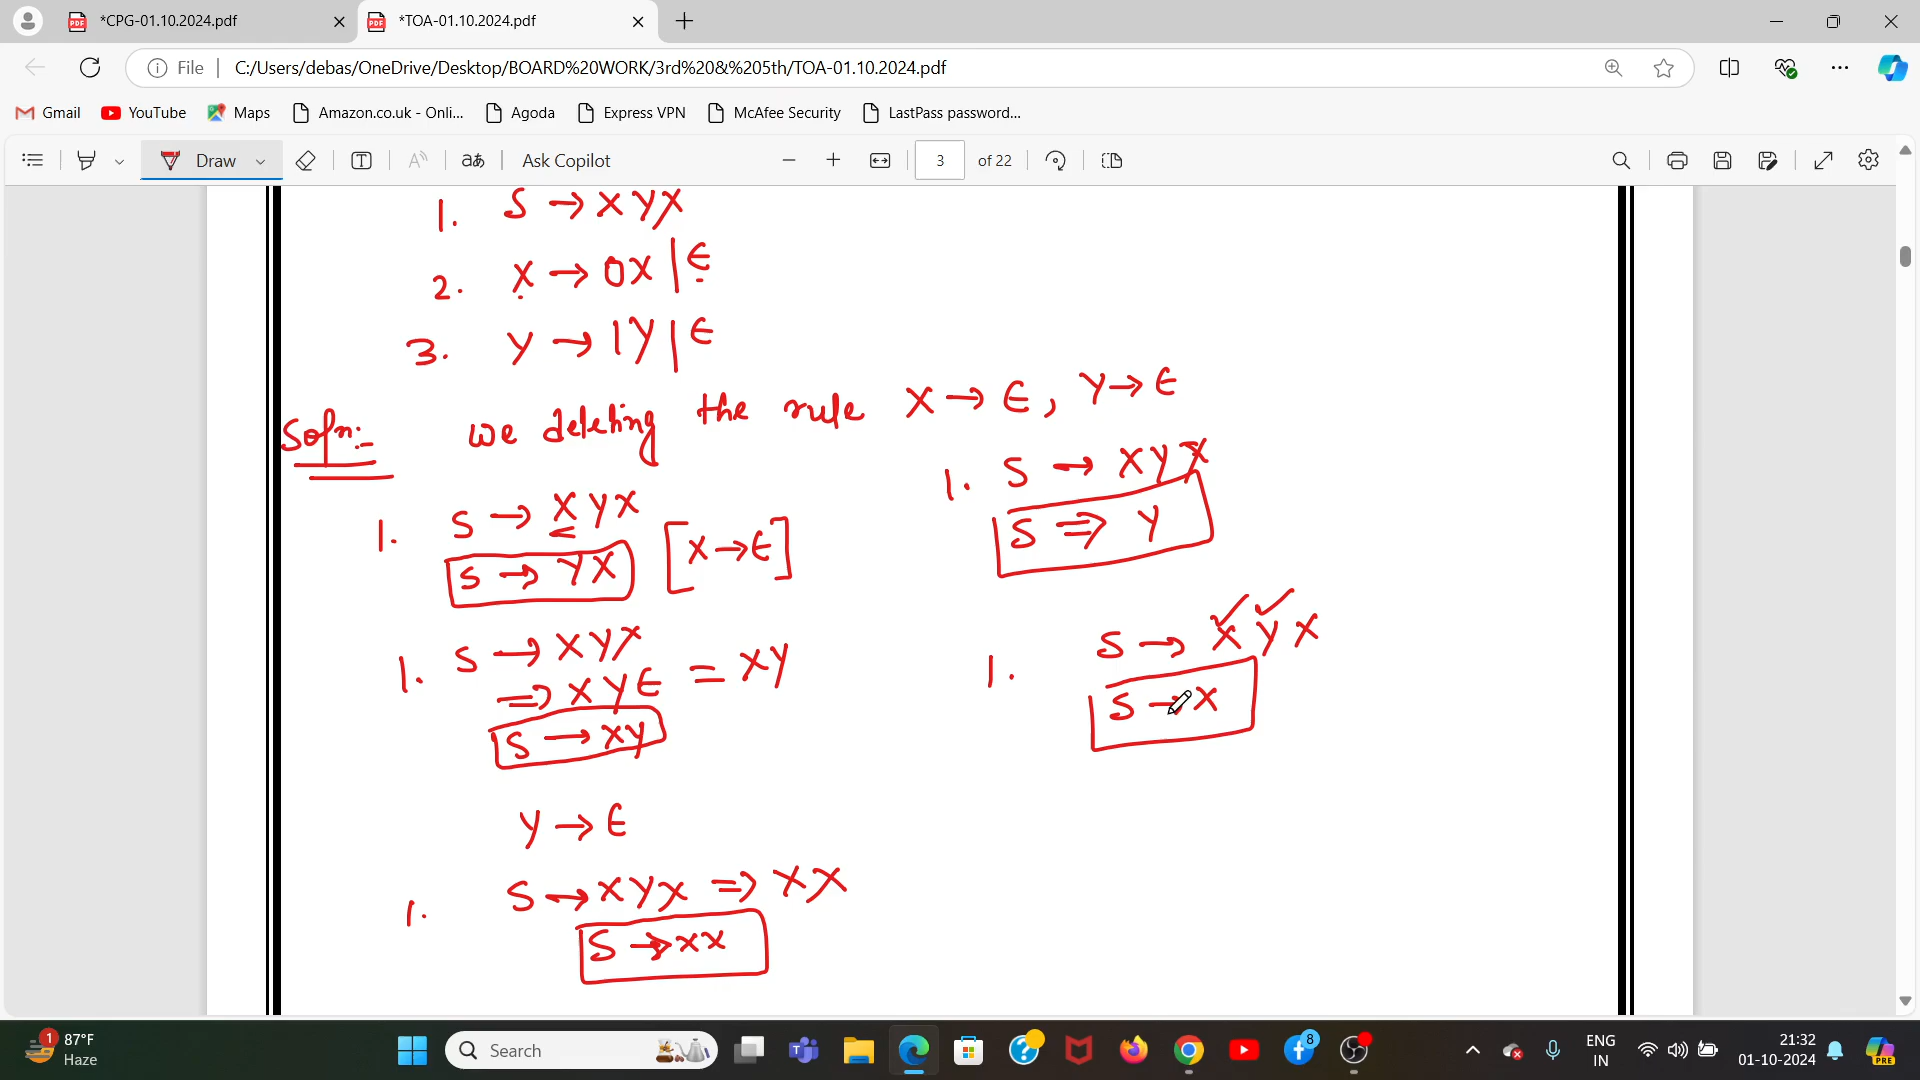 *CPG-01.10.2024.pdf
*TOA-01.10.2024.pdf
File
C:/Users/debas/OneDrive/Desktop/BOARD%20WORK/3rd%20&%205th/TOA-01.10.2024.pdf
Gmail
YouTube
Maps
Amazon.co.uk - Onli...
Agoda
Express VPN
McAfee Security
LastPass password...
Draw
Ask Copilot
3 of 22
1. S → XYX
2. X → 0X | ϵ
3. Y → 1Y | ϵ
Soln:-
we deleting the rule X → ϵ, Y → ϵ
1. S → XYX
S → YX [X → ϵ]
1. S → XYX
⇒ XYϵ = XY
S → XY
Y → ϵ
1. S → XYX ⇒ XX
S → XX
1. S → XYX
S ⇒ Y
1. S → XYX
S → X
1
87°F
Haze
Search
8
ENG
IN
21:32
01-10-2024
PRE